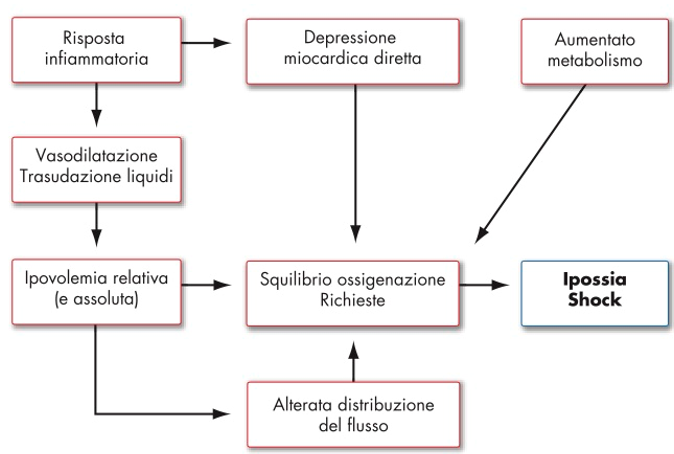 Risposta
infiammatoria
Depressione
miocardica diretta
Aumentato
metabolismo
Vasodilatazione
Trasudazione liquidi
Ipovolemia relativa
(e assoluta)
Squilibrio ossigenazione
Richieste
Ipossia
Shock
Alterata distribuzione
del flusso